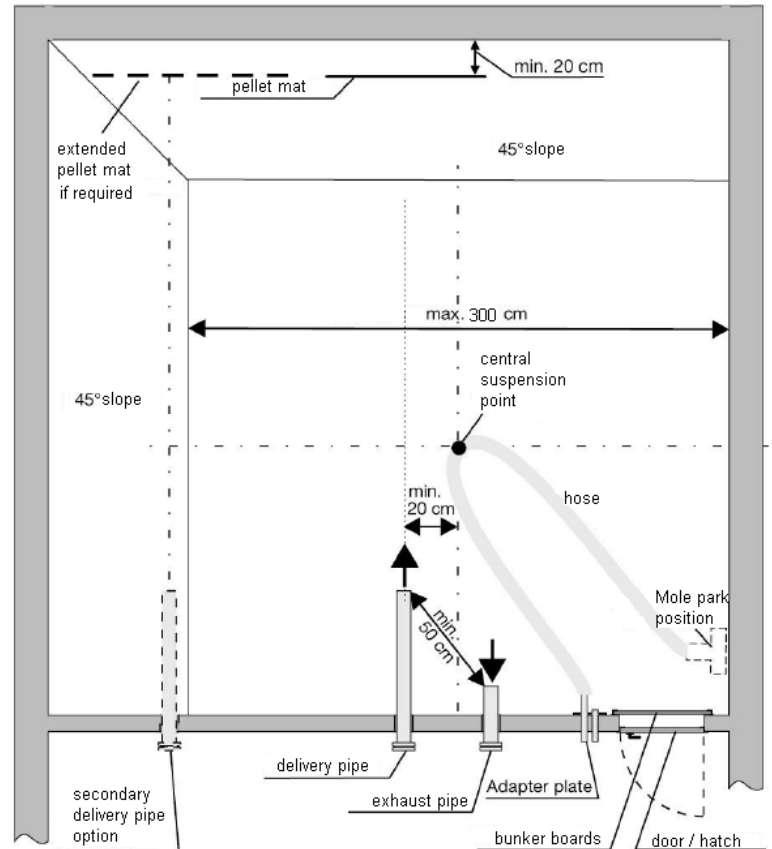 min. 20 cm
pellet mat
extended
pellet mat
if required
45°slope
max. 300 cm
central
suspension
point
45°slope
min.
20 cm
hose
Mole park
position
min.
50 cm
delivery pipe
exhaust pipe
Adapter plate
secondary
delivery pipe
option
bunker boards
door / hatch